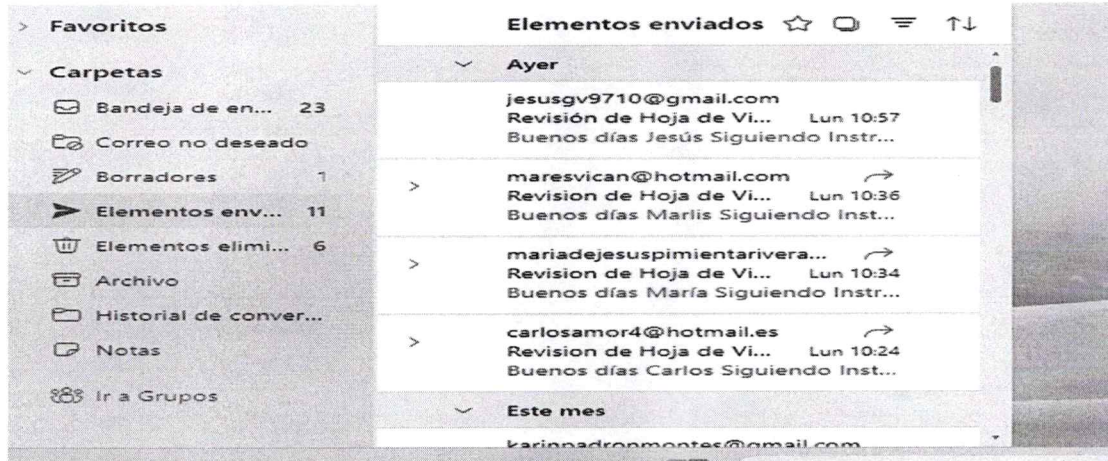 Favoritos
Carpetas
Bandeja de en... 23
Correo no deseado
Borradores 1
Elementos env... 11
Elementos elimi... 6
Archivo
Historial de conver...
Notas
Ir a Grupos
Elementos enviados
Ayer
jesusgv9710@gmail.com
Revisión de Hoja de Vi... Lun 10:57
Buenos días Jesús Siguiendo Instr...
maresvican@hotmail.com
Revision de Hoja de Vi... Lun 10:36
Buenos días Marlis Siguiendo Inst...
mariadejesuspimientarivera...
Revision de Hoja de Vi... Lun 10:34
Buenos días María Siguiendo Instr...
carlosamor4@hotmail.es
Revision de Hoja de Vi... Lun 10:24
Buenos días Carlos Siguiendo Inst...
Este mes
karinpadronmontes@gmail.com